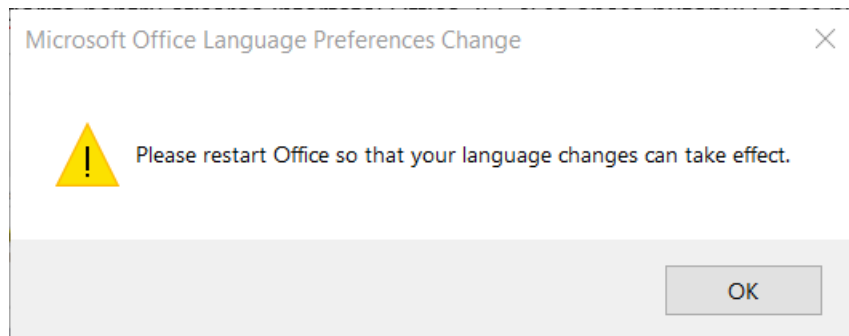 Microsoft Office Language Preferences Change
Please restart Office so that your language changes can take effect.
OK